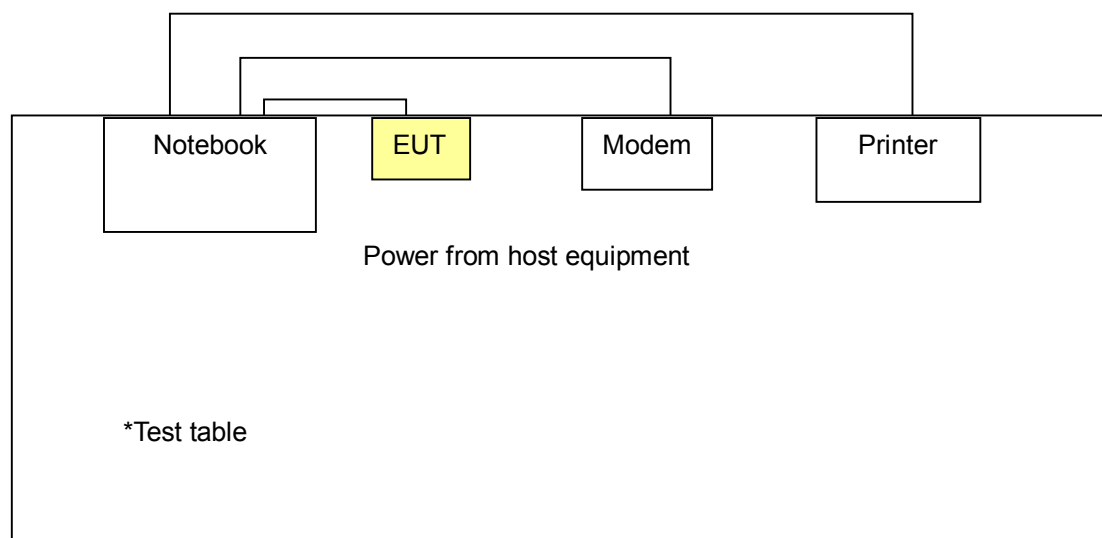 Notebook
EUT
Modem
Printer
Power from host equipment
*Test table